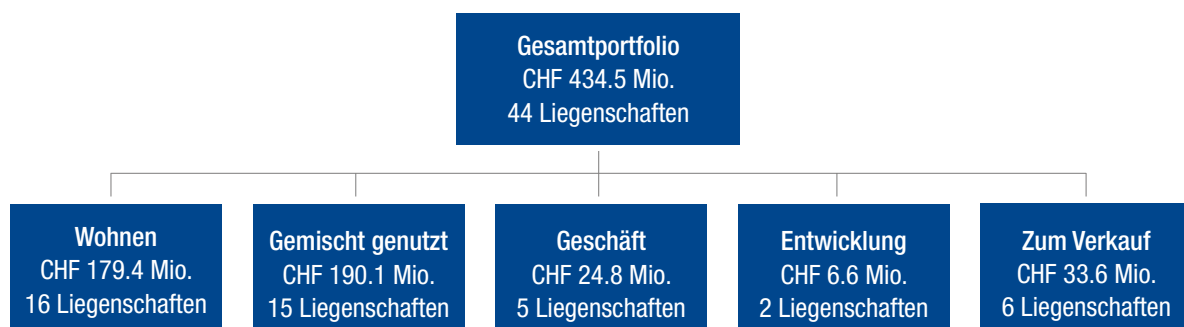 Gesamtportfolio
CHF 434.5 Mio.
44 Liegenschaften
Wohnen
CHF 179.4 Mio.
16 Liegenschaften
Gemischt genutzt
CHF 190.1 Mio.
15 Liegenschaften
Geschäft
CHF 24.8 Mio.
5 Liegenschaften
Entwicklung
CHF 6.6 Mio.
2 Liegenschaften
Zum Verkauf
CHF 33.6 Mio.
6 Liegenschaften